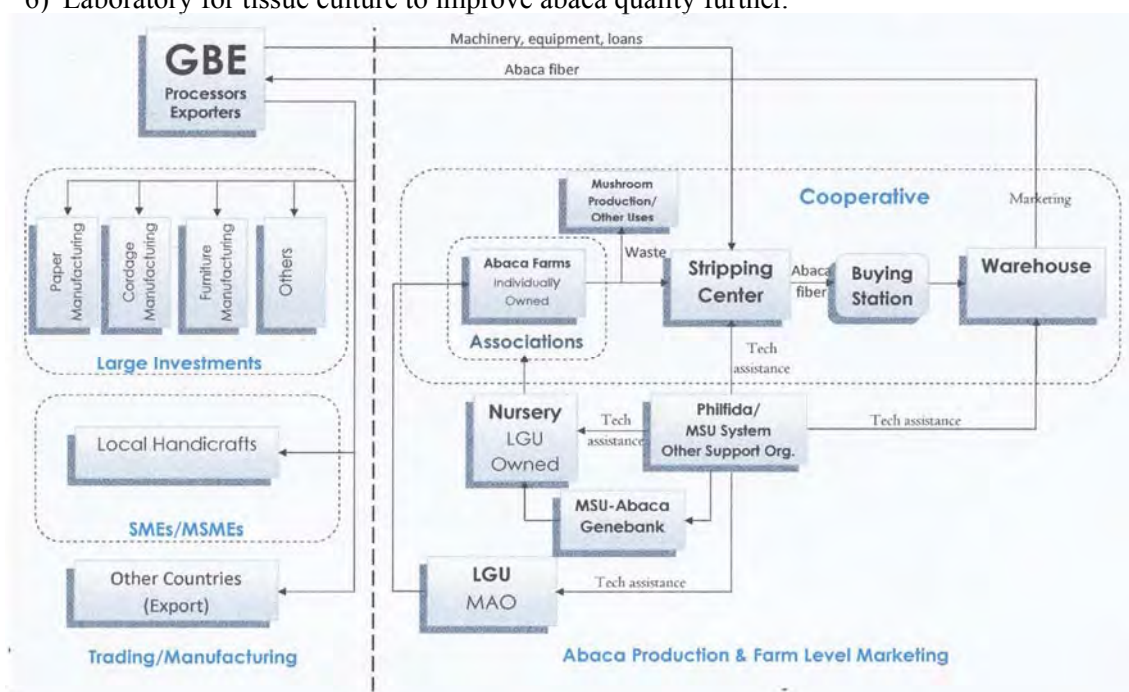 6) Laboratory for tissue culture to improve abaca quality further.
GBE
Processors
Exporters
Machinery, equipment, loans
Abaca fiber
Paper
Manufacturing
Cordage
Manufacturing
Furniture
Manufacturing
Others
Large Investments
Local Handicrafts
SMEs/MSMEs
Other Countries
(Export)
Trading/Manufacturing
Mushroom
Production/
Other Uses
Cooperative
Marketing
Waste
Abaca Farms
Individually
Owned
Associations
Stripping
Center
Abaca
fiber
Buying
Station
Warehouse
Tech
assistance
Nursery
LGU
Owned
Tech
assistance
Philfida/
MSU System
Other Support Org.
Tech assistance
MSU-Abaca
Genebank
LGU
MAO
Tech assistance
Abaca Production & Farm Level Marketing